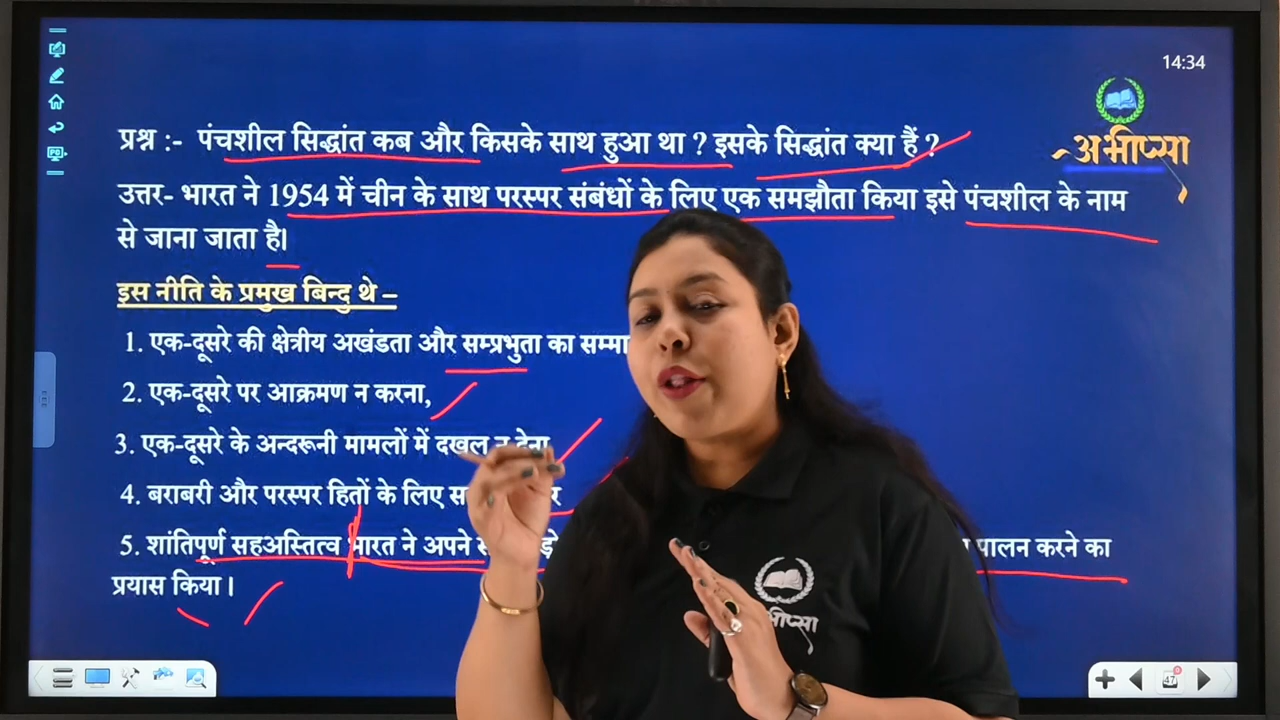 14:34
अभीप्सा
प्रश्न :- पंचशील सिद्धांत कब और किसके साथ हुआ था ? इसके सिद्धांत क्या हैं ?
उत्तर- भारत ने 1954 में चीन के साथ परस्पर संबंधों के लिए एक समझौता किया इसे पंचशील के नाम
से जाना जाता है।
इस नीति के प्रमुख बिन्दु थे –
1. एक-दूसरे की क्षेत्रीय अखंडता और सम्प्रभुता का
2. एक-दूसरे पर आक्रमण न करना,
3. एक-दूसरे के अन्दरूनी मामलों में दखल न देना
4. बराबरी और परस्पर हितों के लिए
5. शांतिपूर्ण सहअस्तित्व भारत ने अपने पालन करने का
प्रयास किया।
47